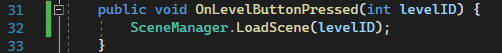 31 public void OnLevelButtonPressed(int levelID) {
32 SceneManager.LoadScene(levelID);
33 }